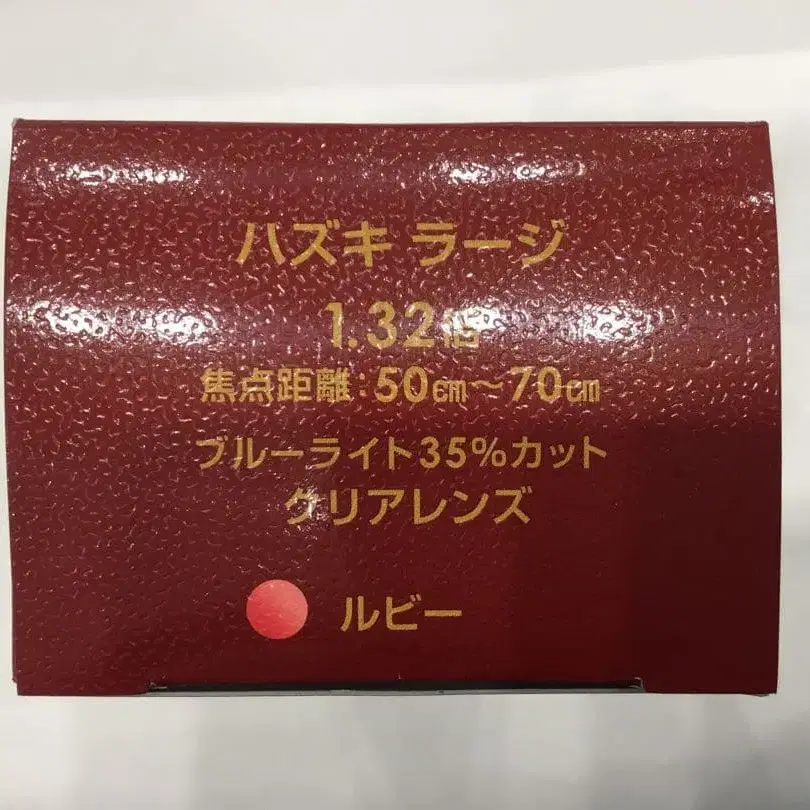 ハズキ ラージ
1.32倍
焦点距離:50cm〜70cm
ブルーライト35%カット
クリアレンズ
ルビー